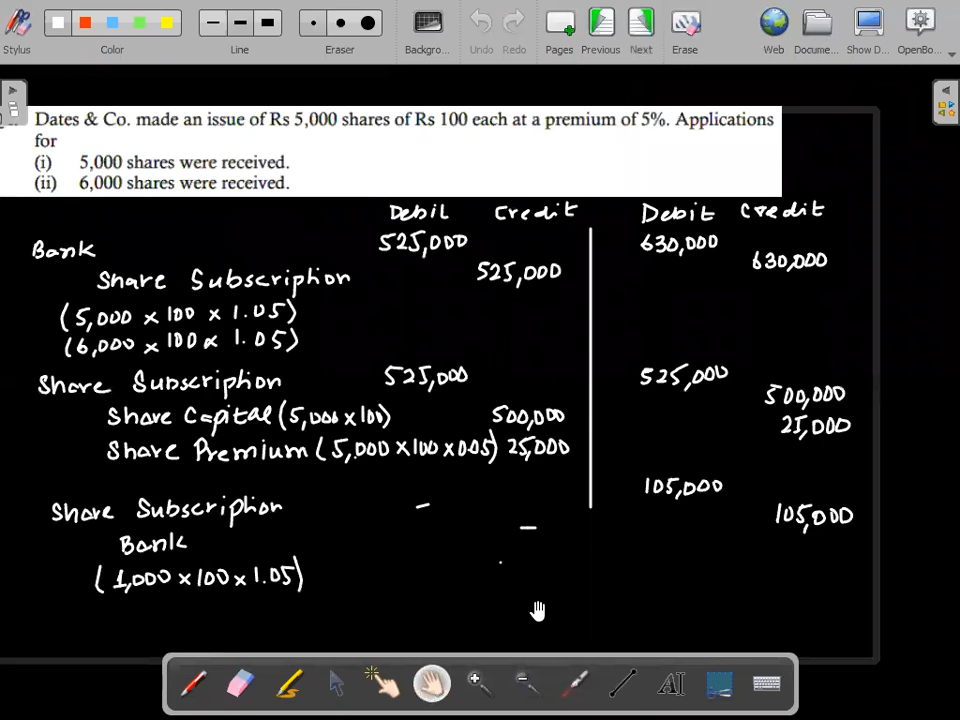 Stylus Color Line Eraser Backgro... Undo Redo Pages Previous Next Erase Web Docume... Show D... OpenBo...
Dates & Co. made an issue of Rs 5,000 shares of Rs 100 each at a premium of 5%. Applications
for
(i) 5,000 shares were received.
(ii) 6,000 shares were received.
Debit Credit Debit Credit
Bank 525,000 630,000
Share Subscription 525,000 630,000
(5,000 × 100 × 1.05)
(6,000 × 100 × 1.05)
Share Subscription 525,000 525,000
Share Capital (5,000×100) 500,000 500,000
Share Premium (5,000×100×0.05) 25,000 25,000
Share Subscription – 105,000
Bank – 105,000
(1,000 × 100 × 1.05)